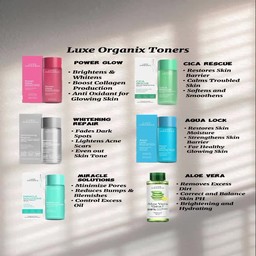 Luxe Organix Toners
POWER GLOW
• Brightens &
Whitens
• Boost Collagen
Production
• Anti Oxidant for
Glowing Skin
CICA RESCUE
• Restores Skin
Barrier
• Calms Troubled
Skin
• Softens and
Smoothens
WHITENING
REPAIR
• Fades Dark
Spots
• Lightens Acne
Scars
• Even out
Skin Tone
AQUA LOCK
• Restores Skin
Moisture
• Strengthens Skin
Barrier
• For Healthy
Glowing Skin
MIRACLE
SOLUTIONS
• Minimize Pores
• Reduces Bumps &
Blemishes
• Control Excess
Oil
ALOE VERA
• Removes Excess
Dirt
• Correct and Balance
Skin PH
• Brightening and
Hydrating